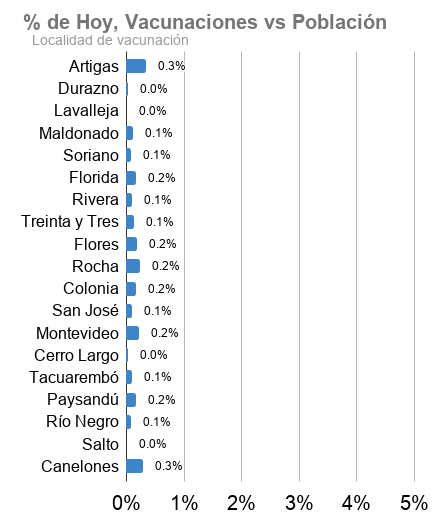 % de Hoy, Vacunaciones vs Población
Localidad de vacunación
Artigas 0.3%
Durazno 0.0%
Lavalleja 0.0%
Maldonado 0.1%
Soriano 0.1%
Florida 0.2%
Rivera 0.1%
Treinta y Tres 0.1%
Flores 0.2%
Rocha 0.2%
Colonia 0.2%
San José 0.1%
Montevideo 0.2%
Cerro Largo 0.0%
Tacuarembó 0.1%
Paysandú 0.2%
Río Negro 0.1%
Salto 0.0%
Canelones 0.3%
0% 1% 2% 3% 4% 5%